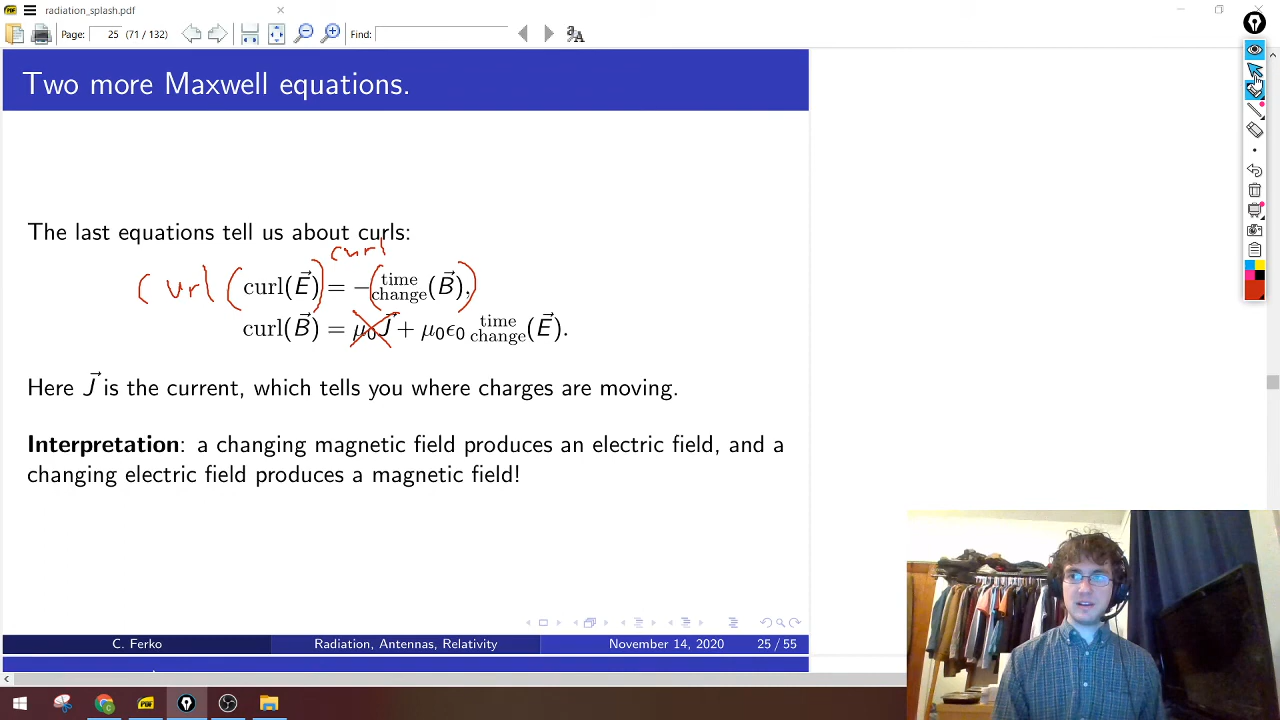 radiation_splash.pdf
Page: 25 (71 / 132) Find:
Two more Maxwell equations.
The last equations tell us about curls:
curl
curl ( curl(E⃗) ) = − ( time change (B⃗), )
curl(B⃗) = μ₀J⃗ + μ₀ϵ₀ time change (E⃗).
Here J⃗ is the current, which tells you where charges are moving.
Interpretation: a changing magnetic field produces an electric field, and a
changing electric field produces a magnetic field!
C. Ferko Radiation, Antennas, Relativity November 14, 2020 25 / 55